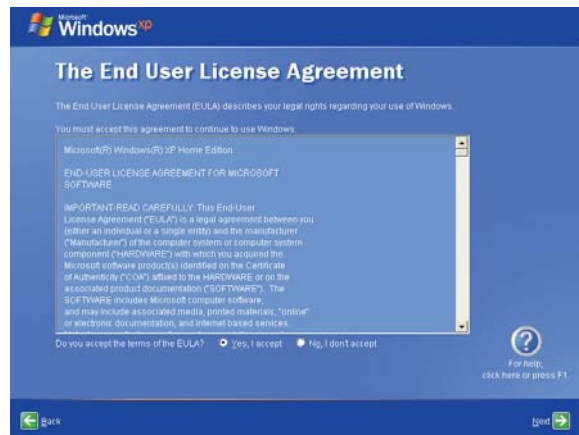 Microsoft
Windows xp
The End User License Agreement
The End User License Agreement (EULA) describes your legal rights regarding your use of Windows.
You must accept this agreement to continue to use Windows.
Microsoft(R) Windows(R) XP Home Edition
END-USER LICENSE AGREEMENT FOR MICROSOFT
SOFTWARE
IMPORTANT-READ CAREFULLY: This End-User
License Agreement ("EULA") is a legal agreement between you
(either an individual or a single entity) and the manufacturer
("Manufacturer") of the computer system or computer system
component ("HARDWARE") with which you acquired the
Microsoft software product(s) identified on the Certificate
of Authenticity ("COA") affixed to the HARDWARE or on the
associated product documentation ("SOFTWARE"). The
SOFTWARE includes Microsoft computer software,
and may include associated media, printed materials, "online"
or electronic documentation, and Internet based services.
Do you accept the terms of the EULA? Yes, I accept No, I don't accept
For help,
click here or press F1.
Back Next